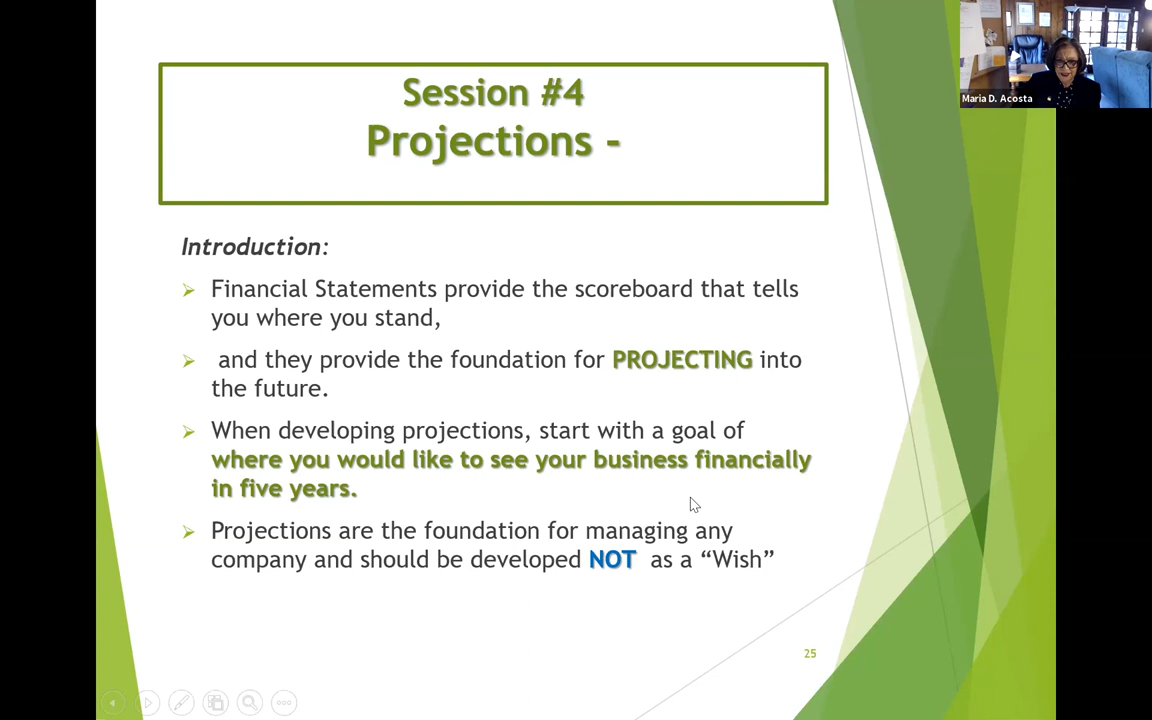 Session #4
Projections -
Maria D. Acosta
Introduction:
Financial Statements provide the scoreboard that tells
you where you stand,
and they provide the foundation for PROJECTING into
the future.
When developing projections, start with a goal of
where you would like to see your business financially
in five years.
Projections are the foundation for managing any
company and should be developed NOT as a “Wish”
25